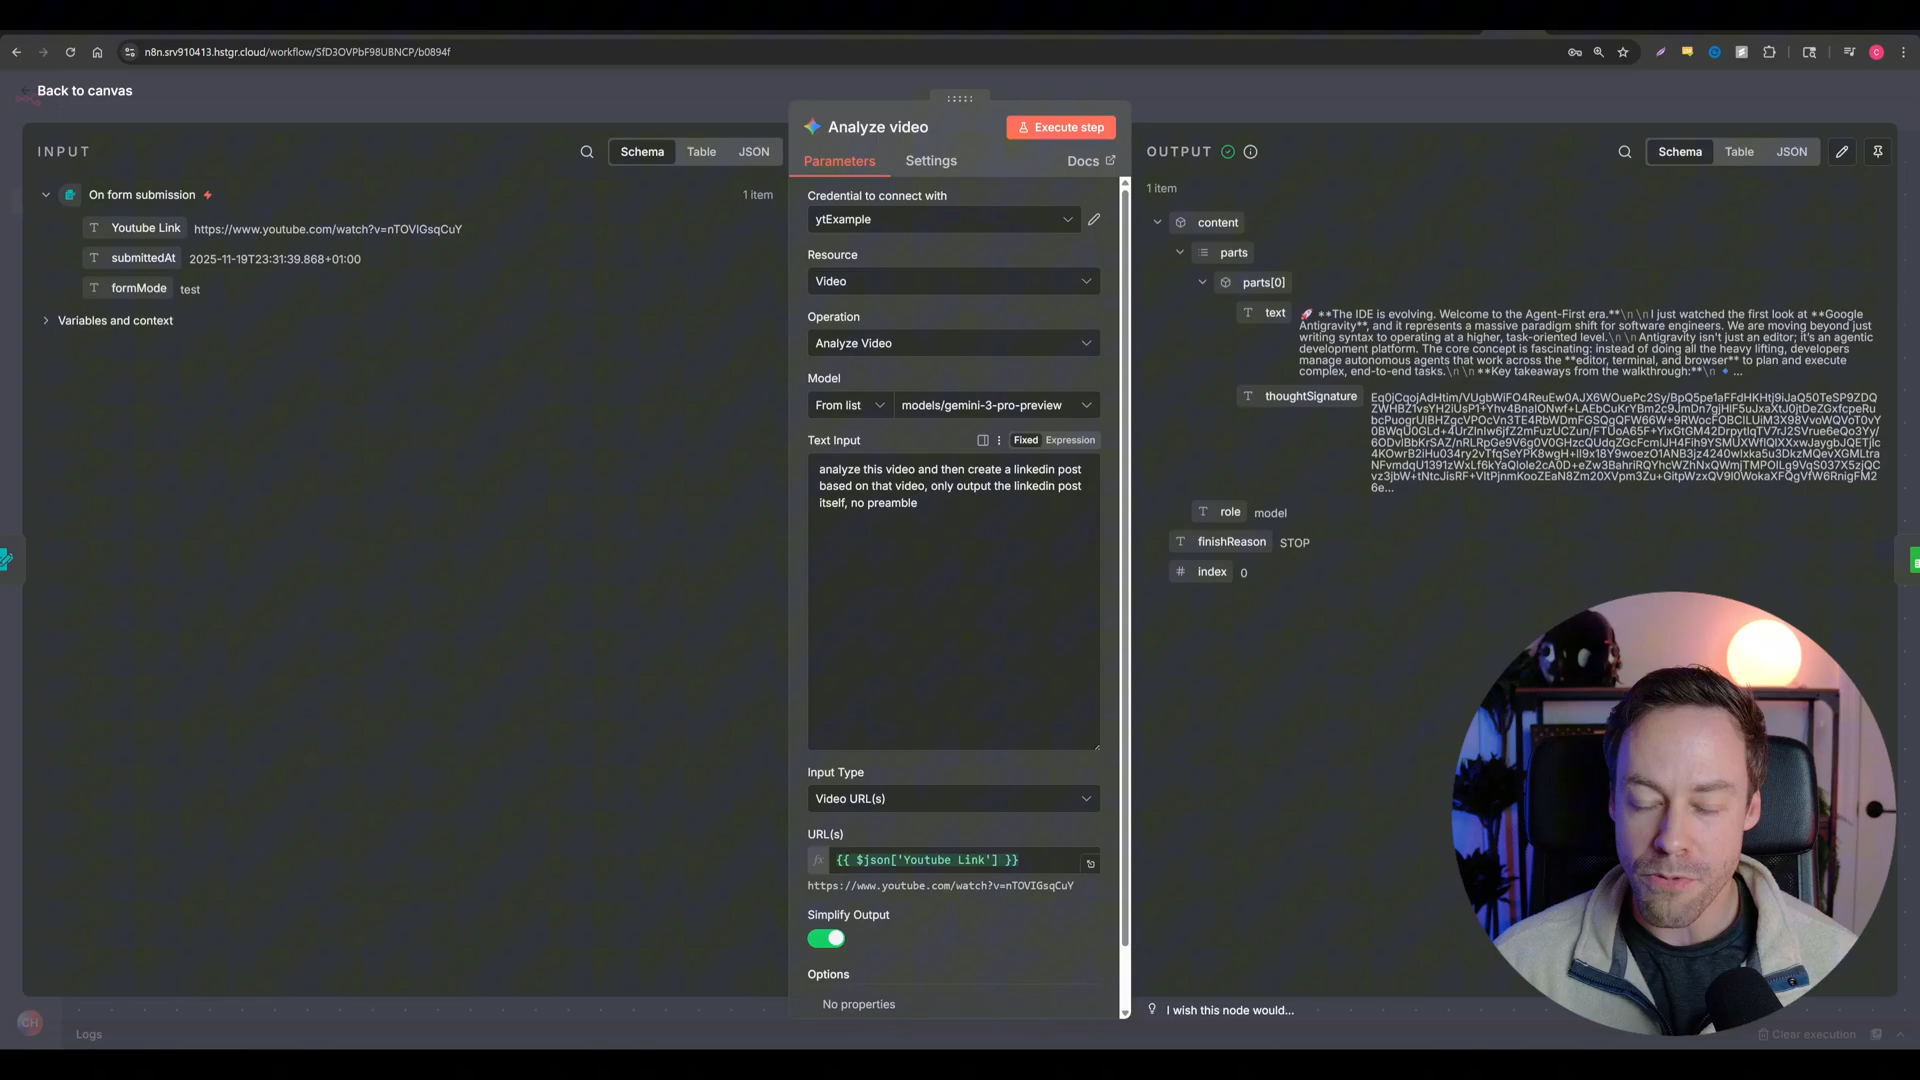 n8n.srv910413.hstgr.cloud/workflow/SfD3OVPbF98UBNCP/b0894f
Back to canvas
INPUT
Schema
Table
JSON
On form submission
1 item
T Youtube Link https://www.youtube.com/watch?v=nTOVIGsqCuY
T submittedAt 2025-11-19T23:31:39.868+01:00
T formMode test
Variables and context
Analyze video
Execute step
Parameters
Settings
Docs
Credential to connect with
ytExample
Resource
Video
Operation
Analyze Video
Model
From list
models/gemini-3-pro-preview
Text Input
Fixed
Expression
analyze this video and then create a linkedin post
based on that video, only output the linkedin post
itself, no preamble
Input Type
Video URL(s)
URL(s)
fx {{ $json['Youtube Link'] }}
https://www.youtube.com/watch?v=nTOVIGsqCuY
Simplify Output
Options
No properties
OUTPUT
Schema
Table
JSON
1 item
content
parts
parts[0]
T text 🚀 **The IDE is evolving. Welcome to the Agent-First era.**\n\nI just watched the first look at **Google
Antigravity**, and it represents a massive paradigm shift for software engineers. We are moving beyond just
writing syntax to operating at a higher, task-oriented level.\n\nAntigravity isn't just an editor; it's an agentic
development platform. The core concept is fascinating: instead of doing all the heavy lifting, developers
manage autonomous agents that work across the **editor, terminal, and browser** to plan and execute
complex, end-to-end tasks.\n\n**Key takeaways from the walkthrough:**\n🔹...
T thoughtSignature
T role model
T finishReason STOP
# index 0
I wish this node would...
CH
Logs
Clear execution
C